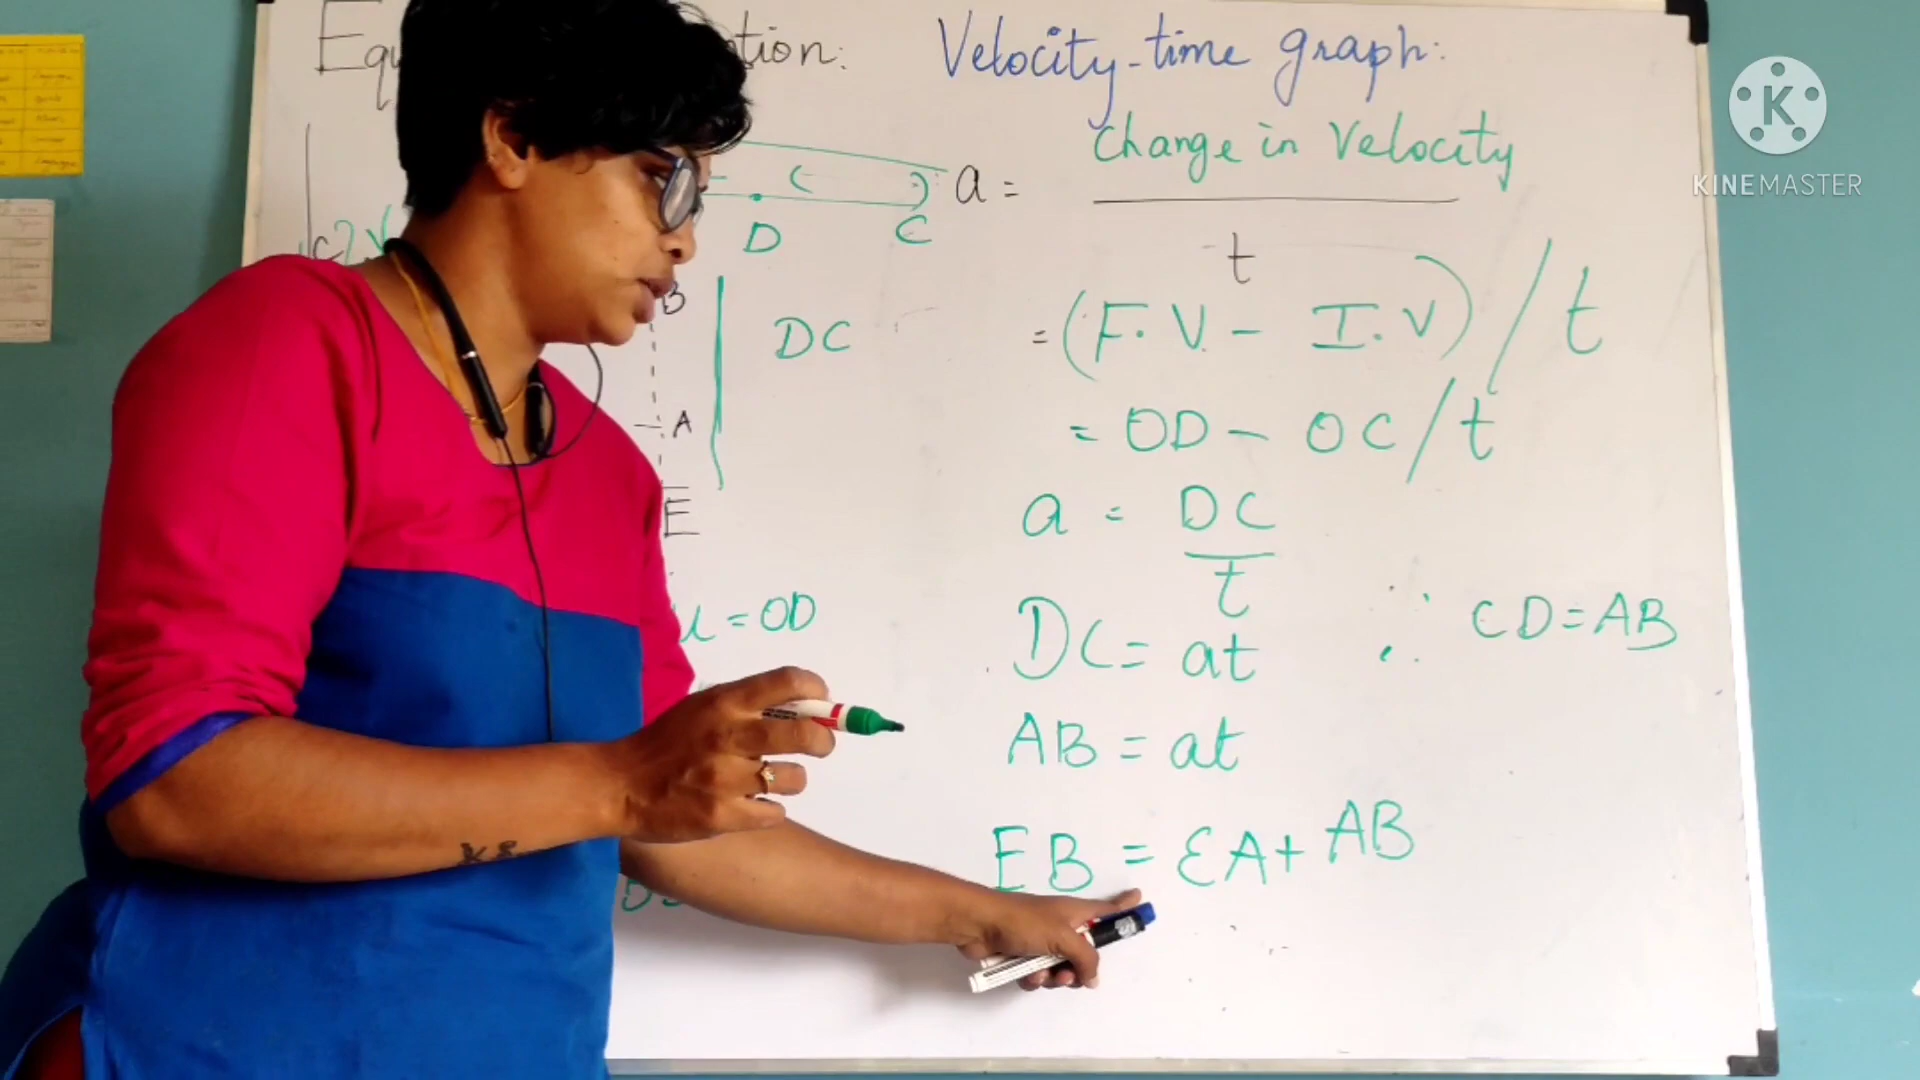 Velocity-time graph:
Change in Velocity
a =
t
D
C
= (F.V. - I.V) / t
B
DC
A
= OD - OC / t
E
a = DC
t
u = OD
DC = at
∴ CD = AB
AB = at
EB = EA + AB
K
KINEMASTER